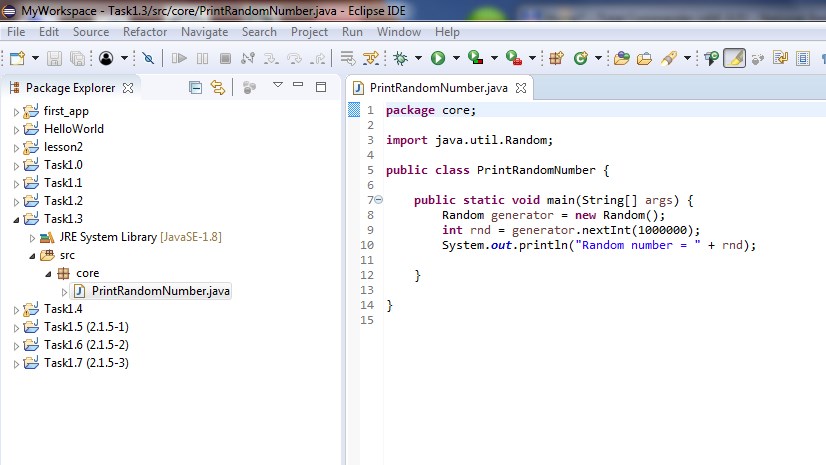 MyWorkspace - Task1.3/src/core/PrintRandomNumber.java - Eclipse IDE
File Edit Source Refactor Navigate Search Project Run Window Help
Package Explorer
first_app
HelloWorld
lesson2
Task1.0
Task1.1
Task1.2
Task1.3
JRE System Library [JavaSE-1.8]
src
core
PrintRandomNumber.java
Task1.4
Task1.5 (2.1.5-1)
Task1.6 (2.1.5-2)
Task1.7 (2.1.5-3)
PrintRandomNumber.java
1 package core;
2
3 import java.util.Random;
4
5 public class PrintRandomNumber {
6
7 public static void main(String[] args) {
8 Random generator = new Random();
9 int rnd = generator.nextInt(1000000);
10 System.out.println("Random number = " + rnd);
11
12 }
13
14 }
15